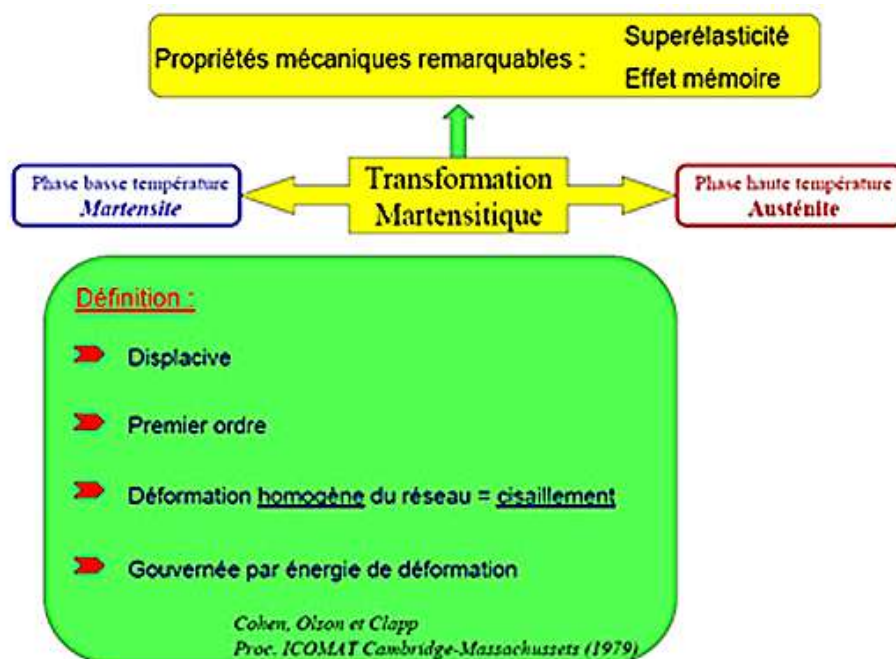 Propriétés mécaniques remarquables :
Superélasticité
Effet mémoire
Phase basse température
Martensite
Transformation
Martensitique
Phase haute température
Austénite
Définition :
Displacive
Premier ordre
Déformation homogène du réseau = cisaillement
Gouvernée par énergie de déformation
Cohen, Olson et Clapp
Proc. ICOMAT Cambridge-Massachussets (1979)